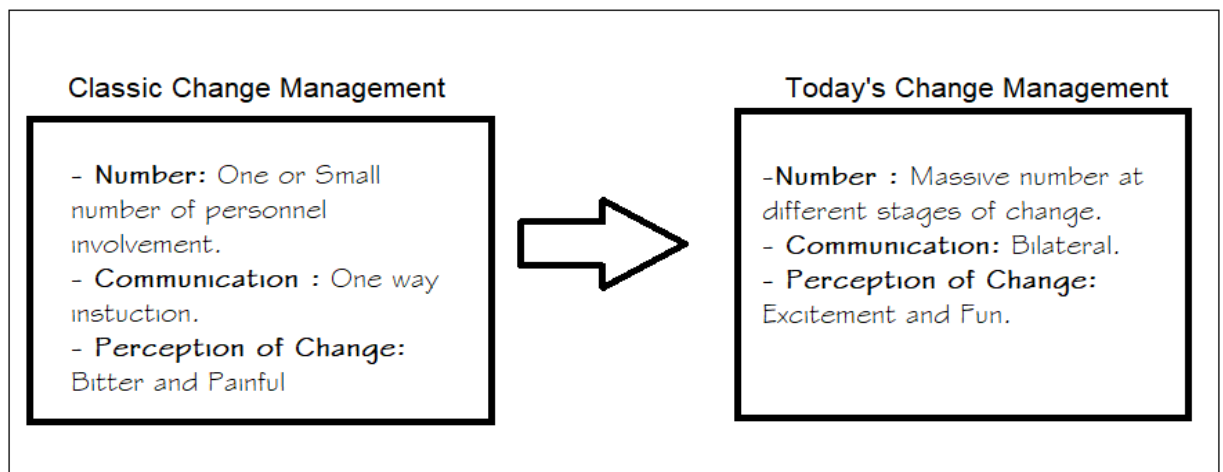 Classic Change Management
- Number: One or Small
number of personnel
involvement.
- Communication : One way
instuction.
- Perception of Change:
Bitter and Painful
Today's Change Management
-Number : Massive number at
different stages of change.
- Communication: Bilateral.
- Perception of Change:
Excitement and Fun.